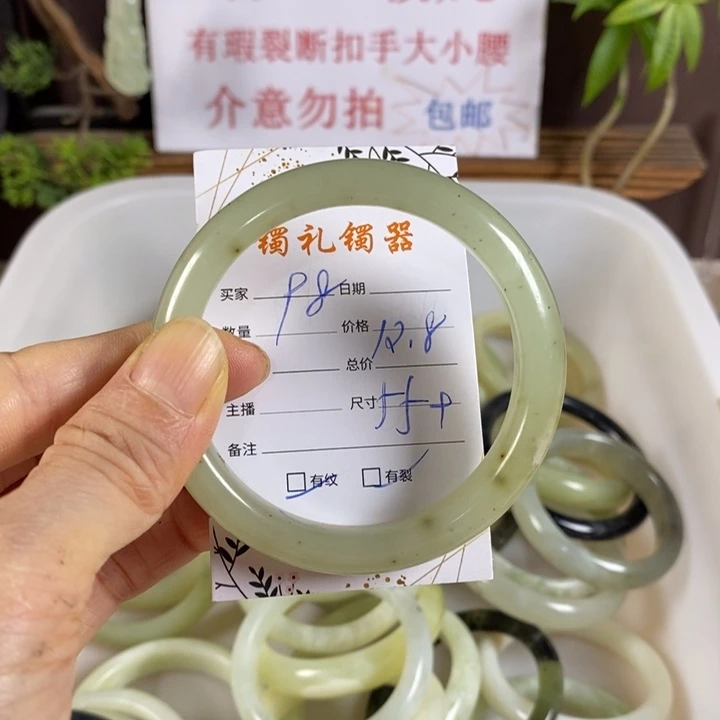 有瑕裂断扣手大小腰
介意勿拍 包邮
镯礼镯器
买家 98 日期
数量 价格 12.8
总价
主播 尺寸 55+
备注
有纹 有裂